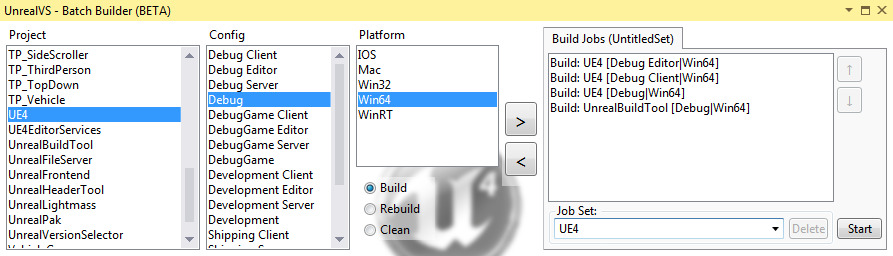 UnrealVS - Batch Builder (BETA)
Project
TP_SideScroller
TP_ThirdPerson
TP_TopDown
TP_Vehicle
UE4
UE4EditorServices
UnrealBuildTool
UnrealFileServer
UnrealFrontend
UnrealHeaderTool
UnrealLightmass
UnrealPak
UnrealVersionSelector
Config
Debug Client
Debug Editor
Debug Server
Debug
DebugGame Client
DebugGame Editor
DebugGame Server
DebugGame
Development Client
Development Editor
Development Server
Development
Shipping Client
Platform
IOS
Mac
Win32
Win64
WinRT
Build
Rebuild
Clean
>
<
Build Jobs (UntitledSet)
Build: UE4 [Debug Editor|Win64]
Build: UE4 [Debug Client|Win64]
Build: UE4 [Debug|Win64]
Build: UnrealBuildTool [Debug|Win64]
↑
↓
Job Set:
UE4
Delete
Start